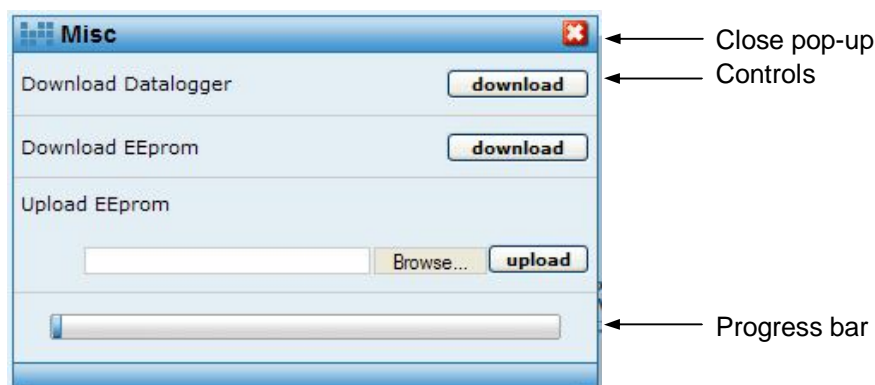 Misc
Close pop-up
Download Datalogger download
Controls
Download EEprom download
Upload EEprom
Browse... upload
Progress bar